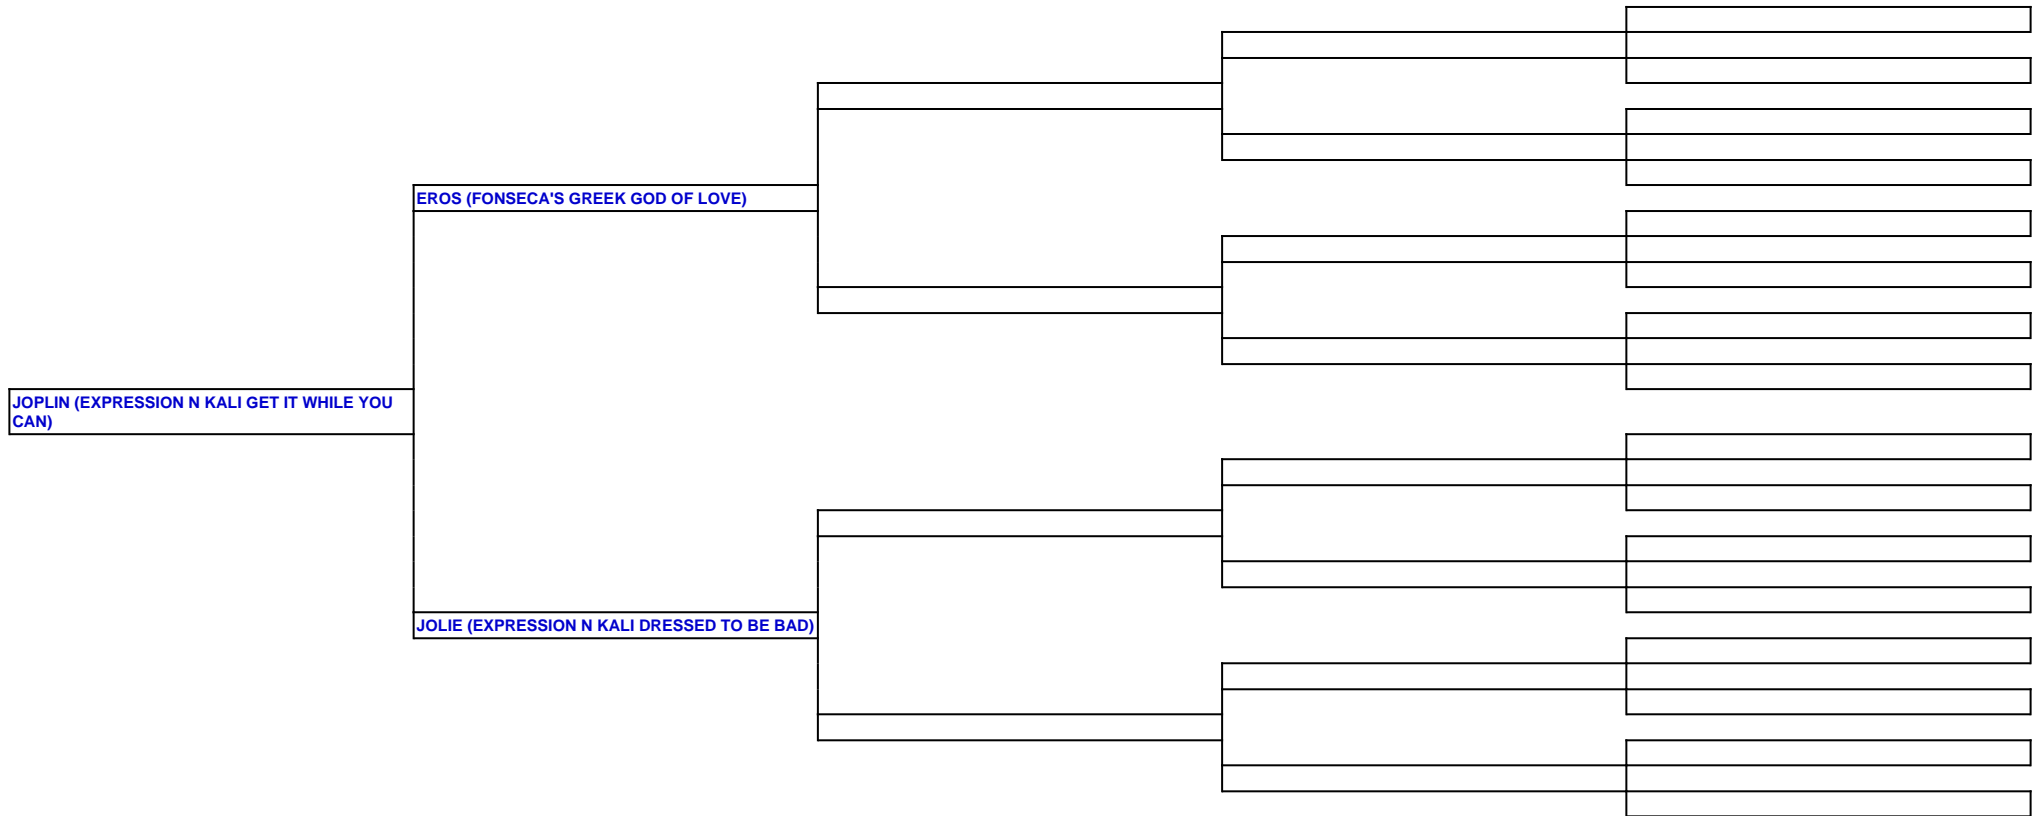 EROS (FONSECA'S GREEK GOD OF LOVE)
JOPLIN (EXPRESSION N KALI GET IT WHILE YOU
CAN)
JOLIE (EXPRESSION N KALI DRESSED TO BE BAD)